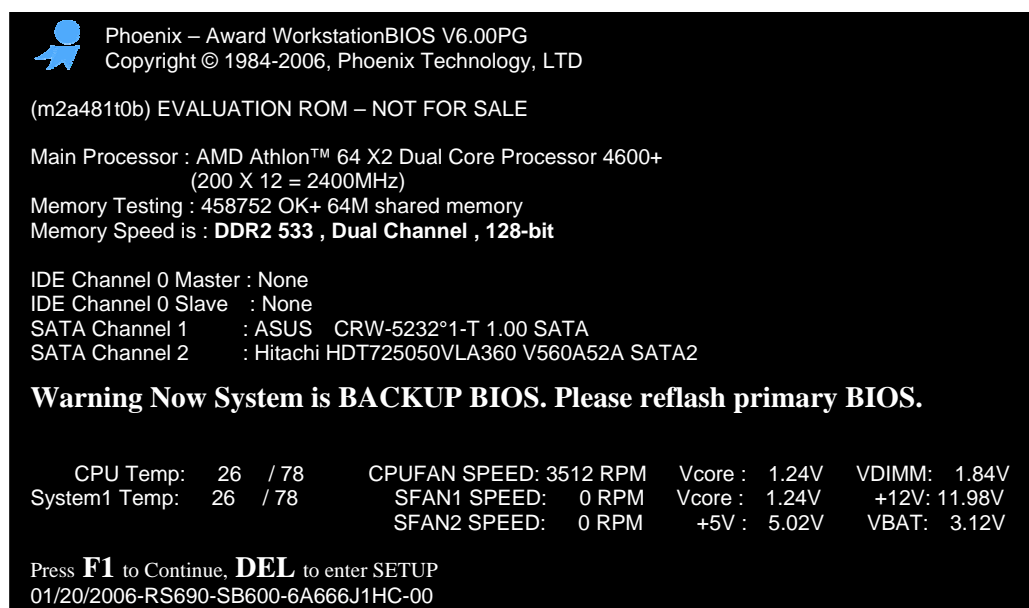 Phoenix – Award WorkstationBIOS V6.00PG
Copyright © 1984-2006, Phoenix Technology, LTD
(m2a481t0b) EVALUATION ROM – NOT FOR SALE
Main Processor : AMD Athlon™ 64 X2 Dual Core Processor 4600+
(200 X 12 = 2400MHz)
Memory Testing : 458752 OK+ 64M shared memory
Memory Speed is : DDR2 533 , Dual Channel , 128-bit
IDE Channel 0 Master : None
IDE Channel 0 Slave : None
SATA Channel 1 : ASUS CRW-5232°1-T 1.00 SATA
SATA Channel 2 : Hitachi HDT725050VLA360 V560A52A SATA2
Warning Now System is BACKUP BIOS. Please reflash primary BIOS.
CPU Temp: 26 / 78 CPUFAN SPEED: 3512 RPM Vcore : 1.24V VDIMM: 1.84V
System1 Temp: 26 / 78 SFAN1 SPEED: 0 RPM Vcore : 1.24V +12V: 11.98V
SFAN2 SPEED: 0 RPM +5V : 5.02V VBAT: 3.12V
Press F1 to Continue, DEL to enter SETUP
01/20/2006-RS690-SB600-6A666J1HC-00